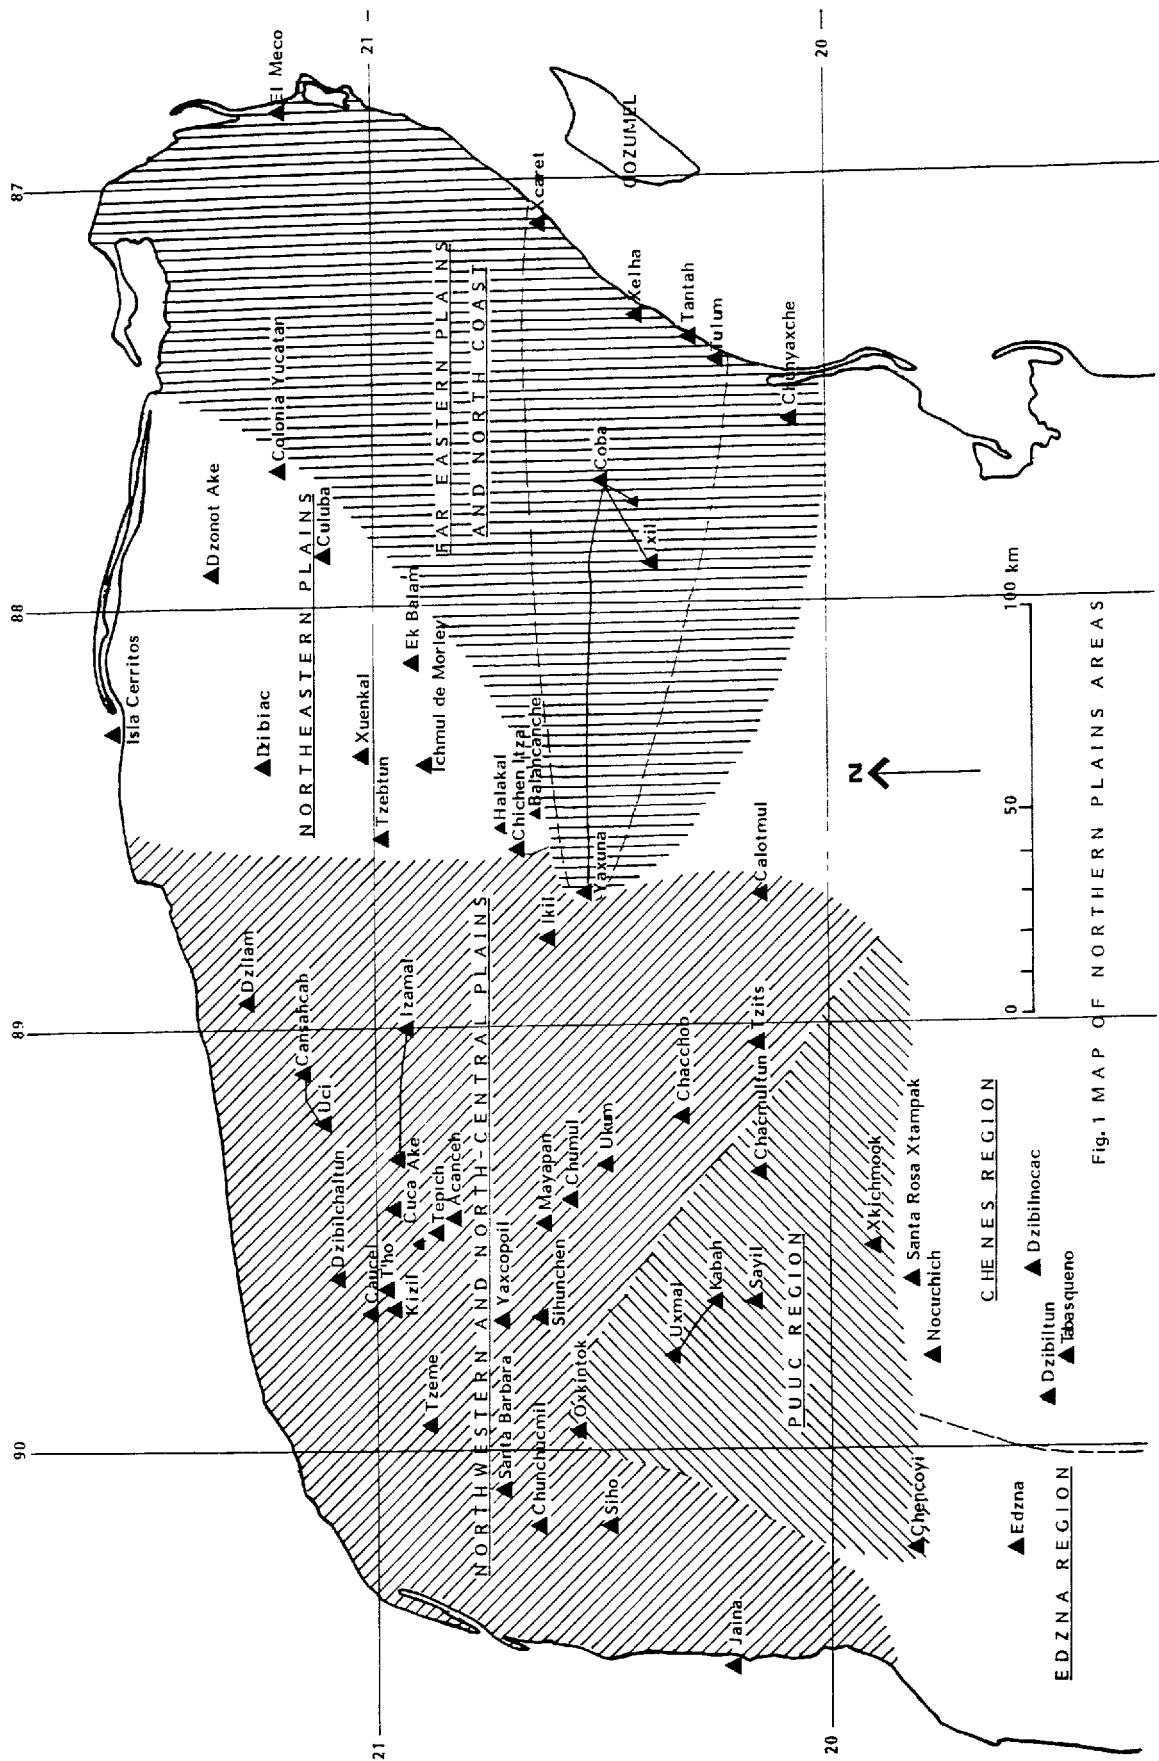 87
88
89
90
21
20
21
20
El Meco
COZUMEL
Xcaret
Xelha
Tantah
Tulum
Chunyaxche
Colonia Yucatan
Dzonot Ake
Culuba
FAR EASTERN PLAINS
AND NORTH COAST
Coba
Ixil
Isla Cerritos
Dzibiac
NORTHEASTERN PLAINS
Xuenkal
Ek Balam
Ichmul de Morley
Tzebtun
Halakal
Chichen Itza
Balancanche
Yaxuna
Ikil
Calotmul
Dzilam
Cansahcab
Uci
Izamal
Ake
Cuca
Dzibilchaltun
Caucel
T'ho
Kizil
Tepich
Acanceh
NORTHWESTERN AND NORTH-CENTRAL PLAINS
Mayapan
Chumul
Ukum
Chacchob
Tzits
Chacmultun
Yaxcopoil
Sihunchen
Tzeme
Santa Barbara
Chunchucmil
Oxkintok
Siho
Jaina
Uxmal
Kabah
Sayil
PUUC REGION
Xkichmook
Santa Rosa Xtampak
Nocuchich
CHENES REGION
Dzibilnocac
Dzibiltun
Tabasqueno
Chencoyi
Edzna
EDZNA REGION
N
0 50 100 km
Fig. 1 MAP OF NORTHERN PLAINS AREAS